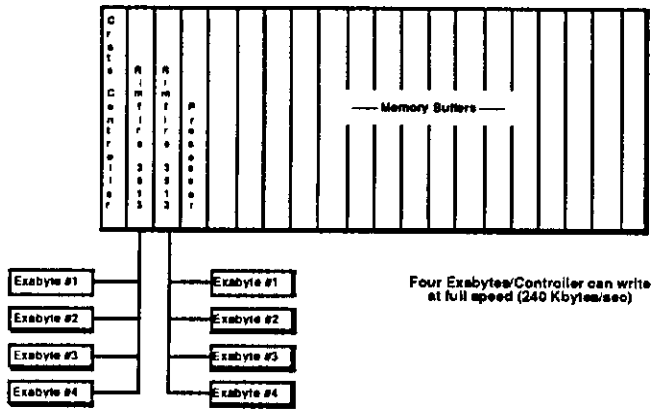 Crate Controller
Rimfire 3513
Rimfire 3513
Processor
Memory Buffers
Exabyte #1
Exabyte #2
Exabyte #3
Exabyte #4
Exabyte #1
Exabyte #2
Exabyte #3
Exabyte #4
Four Exabytes/Controller can write
at full speed (240 Kbytes/sec)